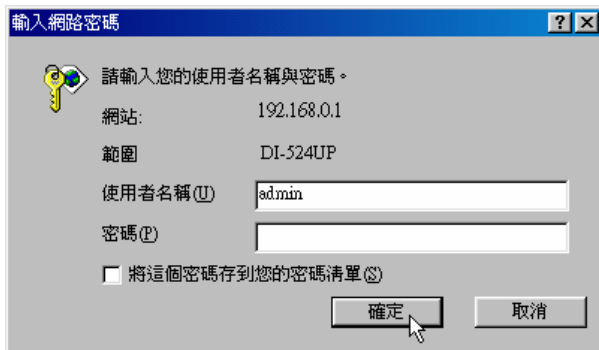 輸入網路密碼
請輸入您的使用者名稱與密碼。
網站: 192.168.0.1
範圍 DI-524UP
使用者名稱(U) admin
密碼(P)
將這個密碼存到您的密碼清單(S)
確定 取消